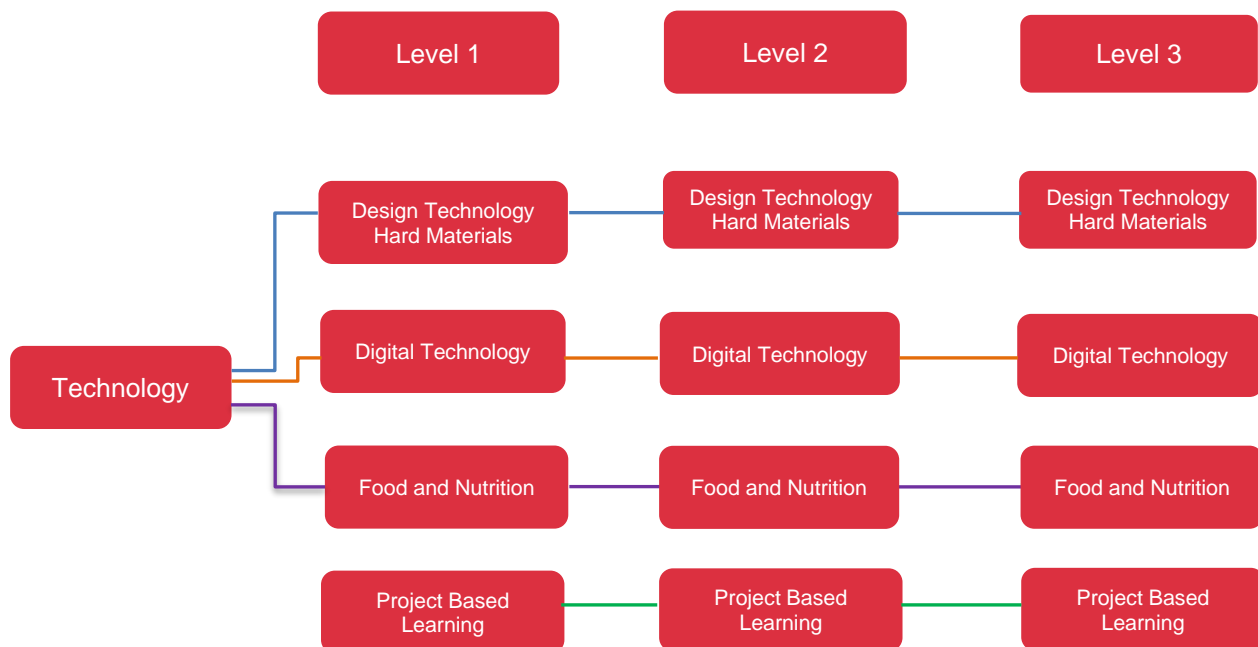 Level 1
Level 2
Level 3
Design Technology
Hard Materials
Design Technology
Hard Materials
Design Technology
Hard Materials
Technology
Digital Technology
Digital Technology
Digital Technology
Food and Nutrition
Food and Nutrition
Food and Nutrition
Project Based
Learning
Project Based
Learning
Project Based
Learning